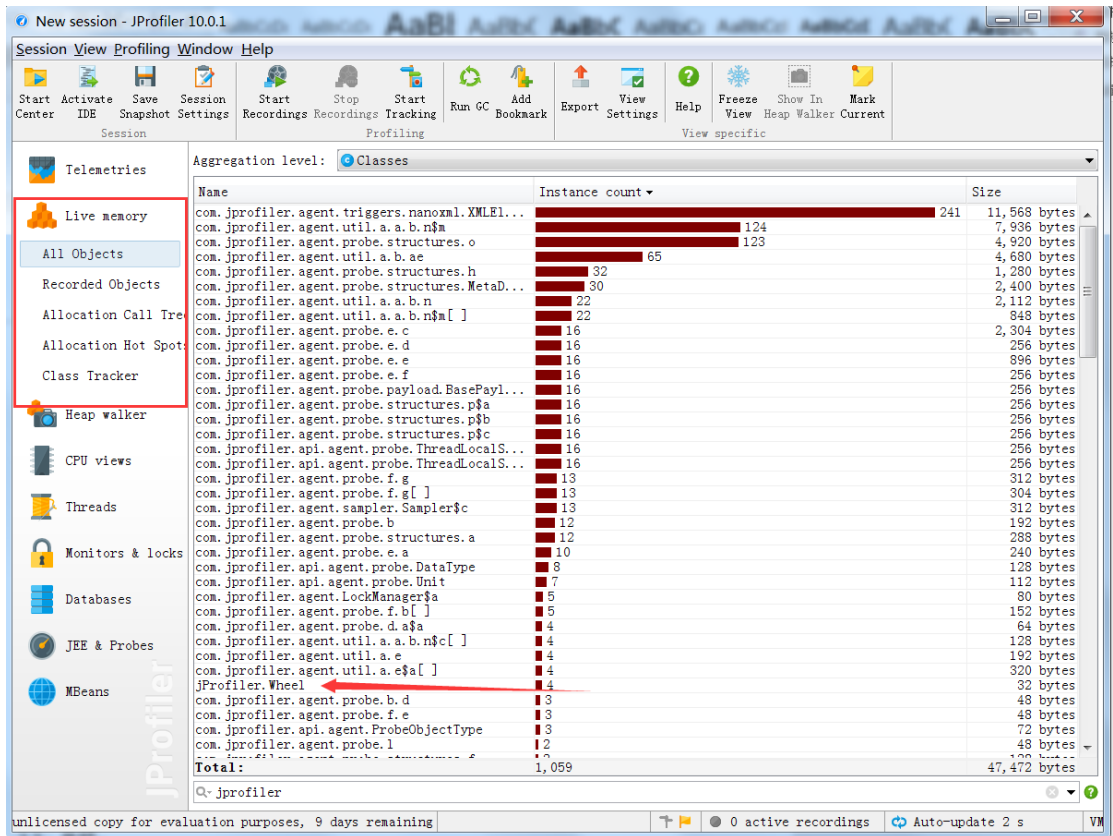 New session - JProfiler 10.0.1
Session View Profiling Window Help
Start Center
Activate IDE
Save Snapshot
Session Settings
Start Recordings
Stop Recordings
Start Tracking
Run GC
Add Bookmark
Export
View Settings
Help
Freeze View
Show In Heap Walker
Mark Current
Session
Profiling
View specific
Telemetries
Live memory
All Objects
Recorded Objects
Allocation Call Tre
Allocation Hot Spot
Class Tracker
Heap walker
CPU views
Threads
Monitors & locks
Databases
JEE & Probes
MBeans
JProfiler
Aggregation level: Classes
Name Instance count Size
com.jprofiler.agent.triggers.nanoxml.XMLEl... 241 11,568 bytes
com.jprofiler.agent.util.a.a.b.n$m 124 7,936 bytes
com.jprofiler.agent.probe.structures.o 123 4,920 bytes
com.jprofiler.agent.util.a.b.ae 65 4,680 bytes
com.jprofiler.agent.probe.structures.h 32 1,280 bytes
com.jprofiler.agent.probe.structures.MetaD... 30 2,400 bytes
com.jprofiler.agent.util.a.a.b.n 22 2,112 bytes
com.jprofiler.agent.util.a.a.b.n$m[ ] 22 848 bytes
com.jprofiler.agent.probe.e.c 16 2,304 bytes
com.jprofiler.agent.probe.e.d 16 256 bytes
com.jprofiler.agent.probe.e.e 16 896 bytes
com.jprofiler.agent.probe.e.f 16 256 bytes
com.jprofiler.agent.probe.payload.BasePayl... 16 256 bytes
com.jprofiler.agent.probe.structures.p$a 16 256 bytes
com.jprofiler.agent.probe.structures.p$b 16 256 bytes
com.jprofiler.agent.probe.structures.p$c 16 256 bytes
com.jprofiler.api.agent.probe.ThreadLocalS... 16 256 bytes
com.jprofiler.api.agent.probe.ThreadLocalS... 16 256 bytes
com.jprofiler.agent.probe.f.g 13 312 bytes
com.jprofiler.agent.probe.f.g[ ] 13 304 bytes
com.jprofiler.agent.sampler.Sampler$c 13 312 bytes
com.jprofiler.agent.probe.b 12 192 bytes
com.jprofiler.agent.probe.structures.a 12 288 bytes
com.jprofiler.agent.probe.e.a 10 240 bytes
com.jprofiler.api.agent.probe.DataType 8 128 bytes
com.jprofiler.api.agent.probe.Unit 7 112 bytes
com.jprofiler.agent.LockManager$a 5 80 bytes
com.jprofiler.agent.probe.f.b[ ] 5 152 bytes
com.jprofiler.agent.probe.d.a$a 4 64 bytes
com.jprofiler.agent.util.a.a.b.n$c[ ] 4 128 bytes
com.jprofiler.agent.util.a.e 4 192 bytes
com.jprofiler.agent.util.a.e$a[ ] 4 320 bytes
jProfiler.Wheel 4 32 bytes
com.jprofiler.agent.probe.b.d 3 48 bytes
com.jprofiler.agent.probe.f.e 3 48 bytes
com.jprofiler.api.agent.ProbeObjectType 3 72 bytes
com.jprofiler.agent.probe.l 2 48 bytes
Total: 1,059 47,472 bytes
jprofiler
unlicensed copy for evaluation purposes, 9 days remaining
0 active recordings
Auto-update 2 s
VM